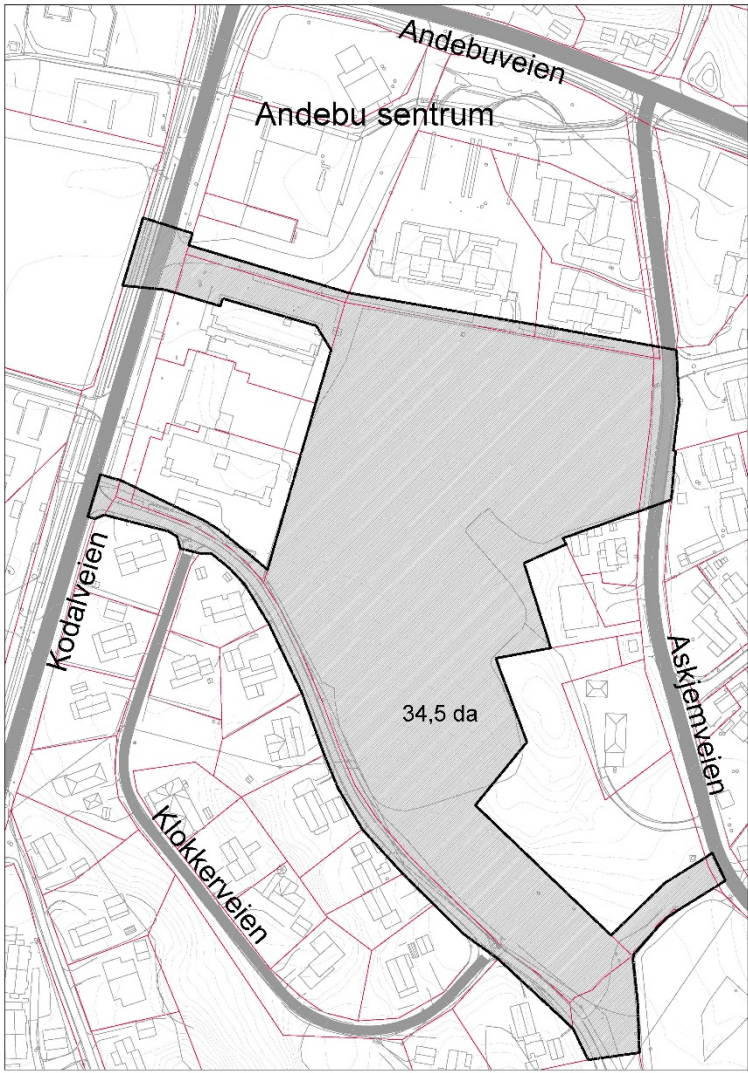 Andebuveien
Andebu sentrum
Kodalveien
Askjemveien
34,5 da
Klokkerveien